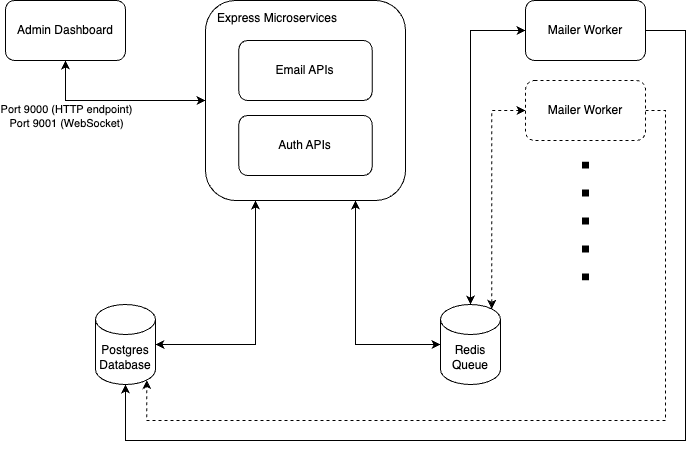 Admin Dashboard
Express Microservices
Mailer Worker
Email APIs
Port 9000 (HTTP endpoint)
Port 9001 (WebSocket)
Mailer Worker
Auth APIs
Postgres
Database
Redis
Queue